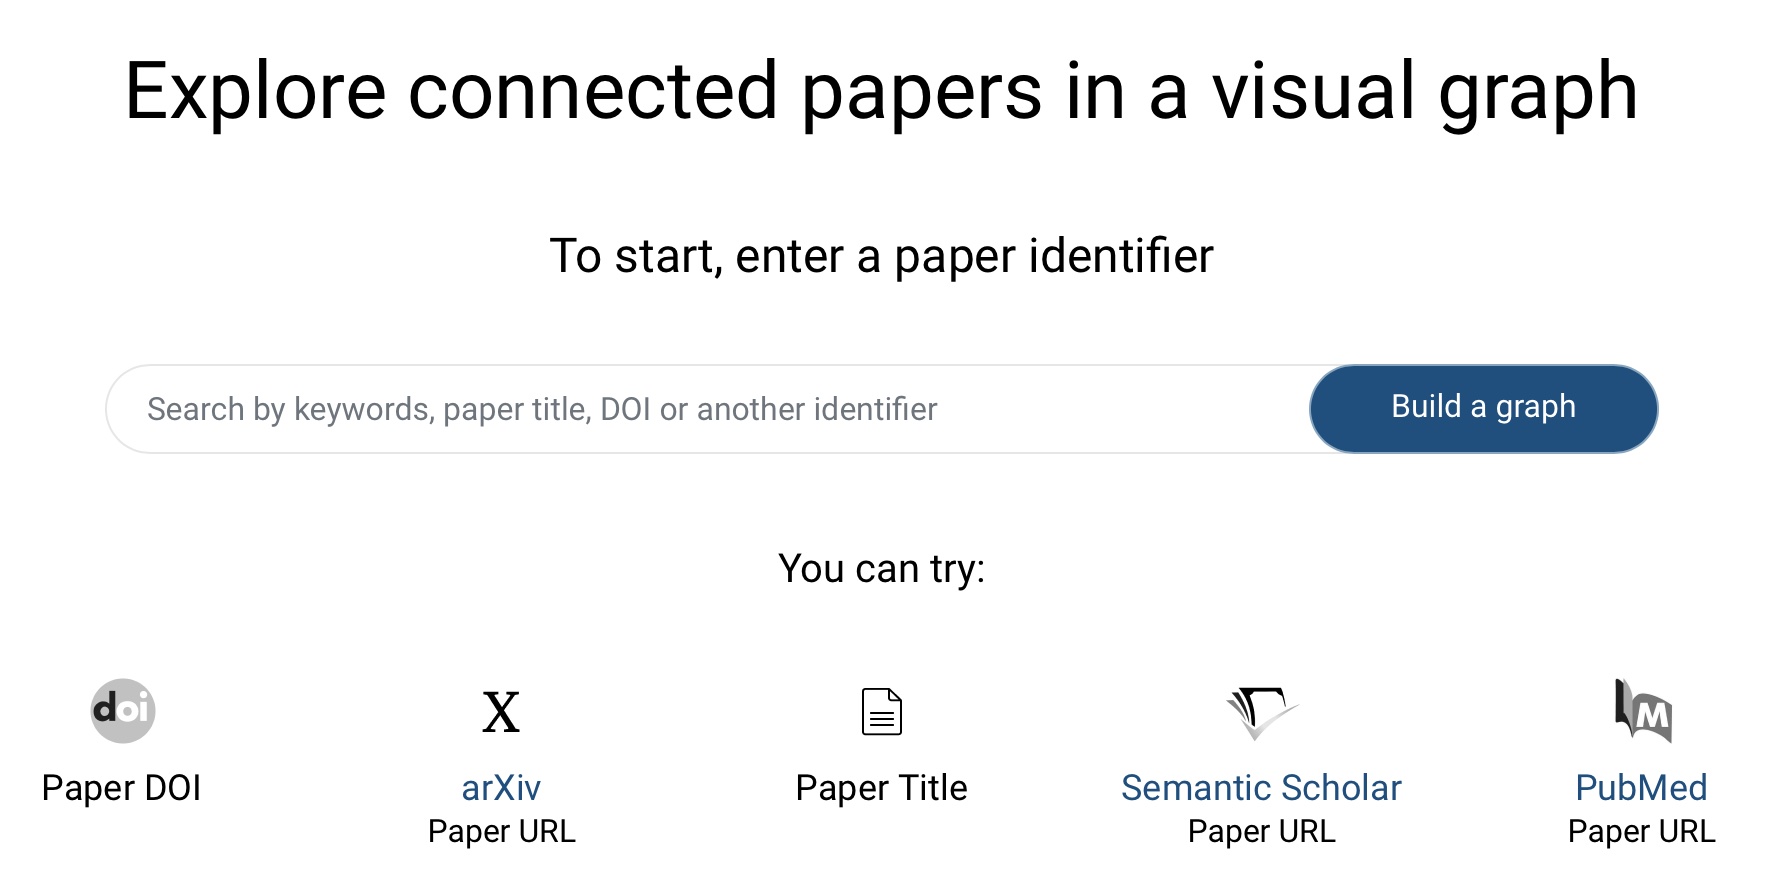 Explore connected papers in a visual graph
To start, enter a paper identifier
Search by keywords, paper title, DOI or another identifier
Build a graph
You can try:
doi
X
M
Paper DOI
arXiv
Paper Title
Semantic Scholar
PubMed
Paper URL
Paper URL
Paper URL